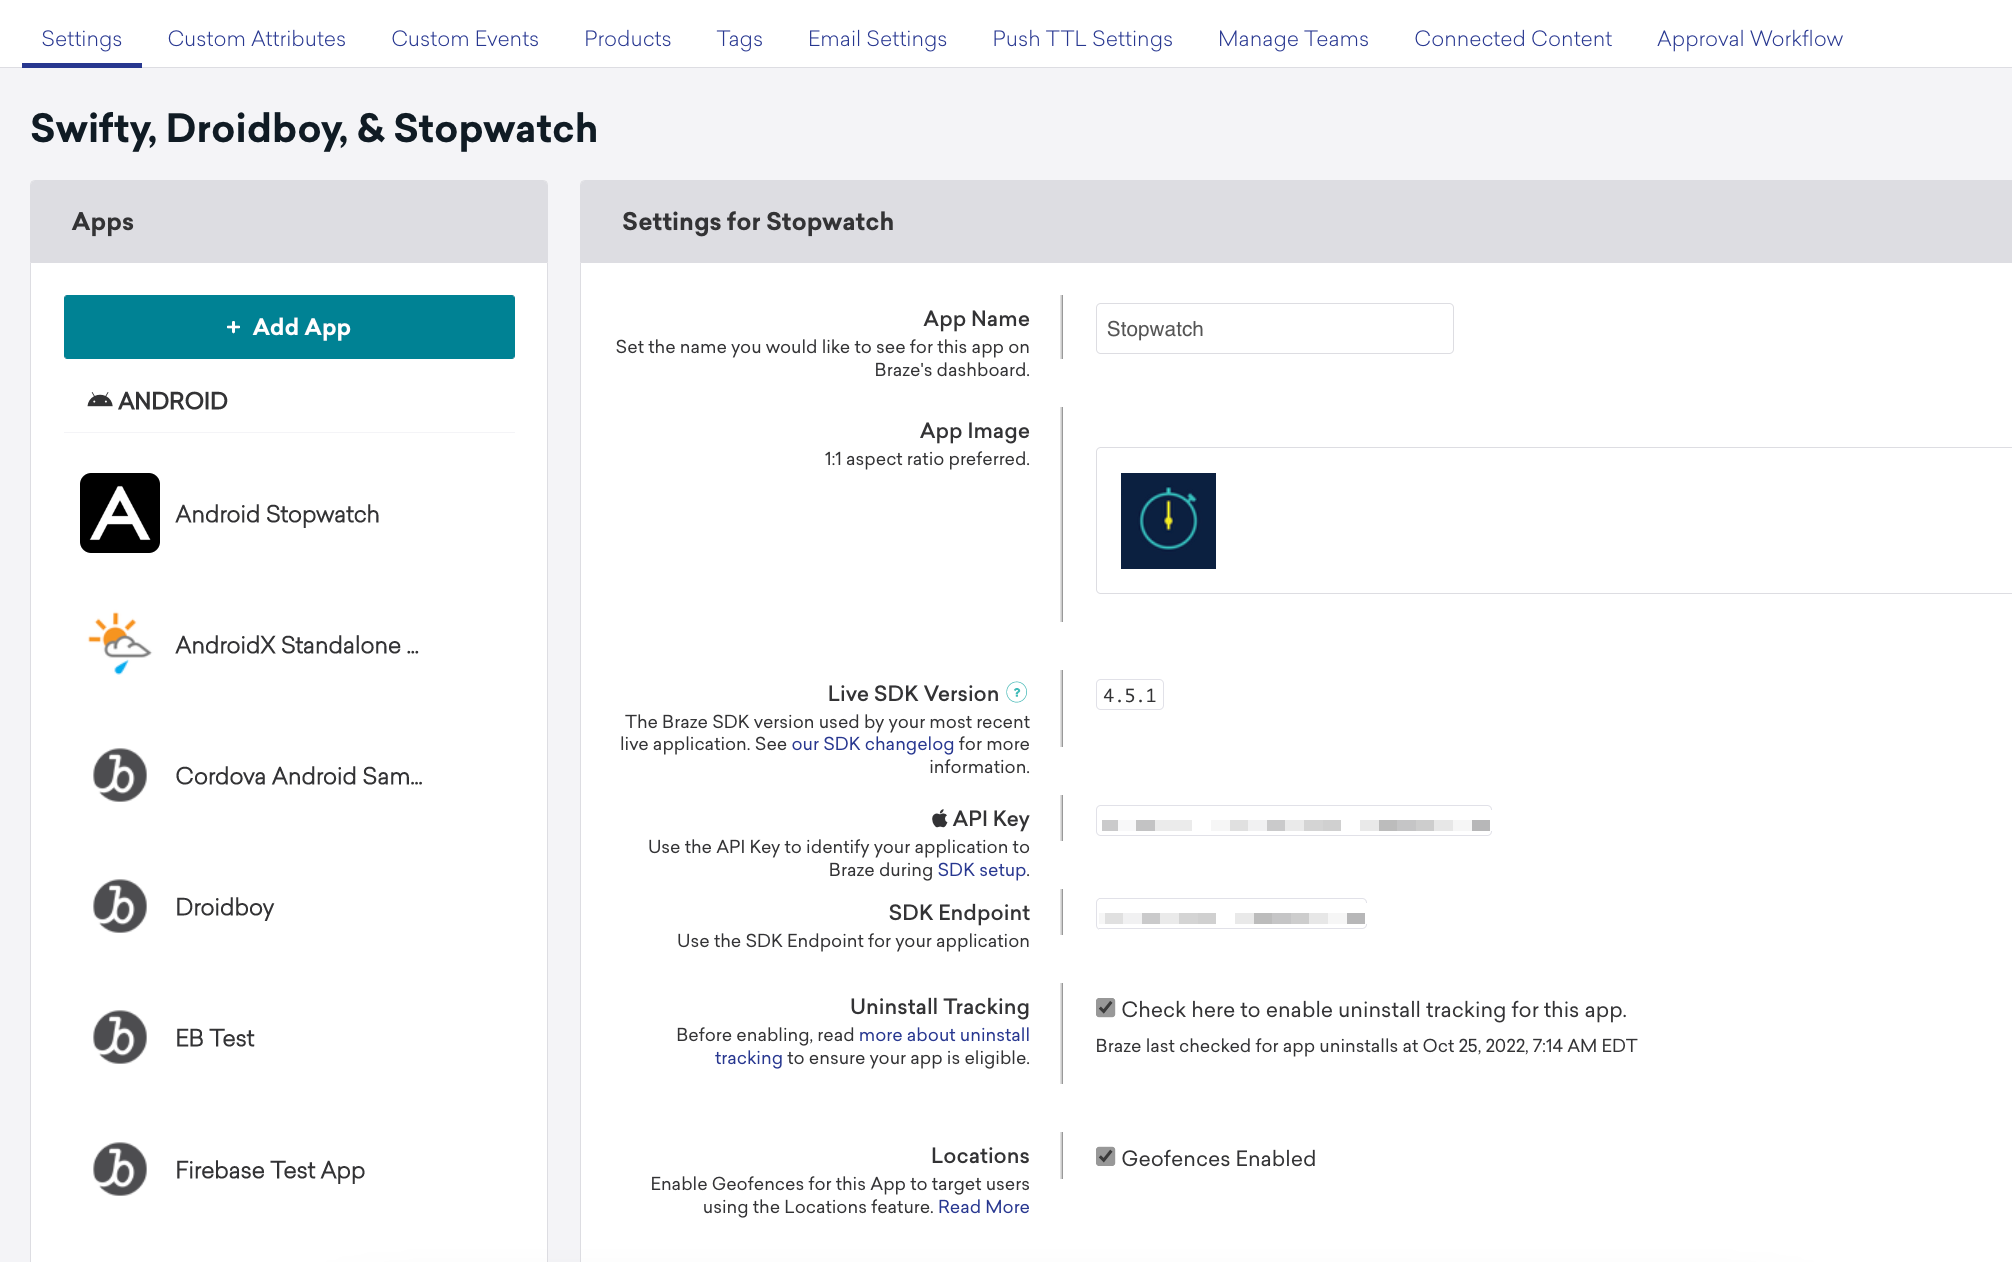 Settings Custom Attributes Custom Events Products Tags Email Settings Push TTL Settings Manage Teams Connected Content Approval Workflow
Swifty, Droidboy, & Stopwatch
Apps
+ Add App
ANDROID
A
Android Stopwatch
AndroidX Standalone ...
Cordova Android Sam...
Droidboy
EB Test
Firebase Test App
Settings for Stopwatch
App Name
Set the name you would like to see for this app on
Braze's dashboard.
Stopwatch
App Image
1:1 aspect ratio preferred.
Live SDK Version ?
The Braze SDK version used by your most recent
live application. See our SDK changelog for more
information.
4.5.1
API Key
Use the API Key to identify your application to
Braze during SDK setup.
SDK Endpoint
Use the SDK Endpoint for your application
Uninstall Tracking
Before enabling, read more about uninstall
tracking to ensure your app is eligible.
Check here to enable uninstall tracking for this app.
Braze last checked for app uninstalls at Oct 25, 2022, 7:14 AM EDT
Locations
Enable Geofences for this App to target users
using the Locations feature. Read More
Geofences Enabled